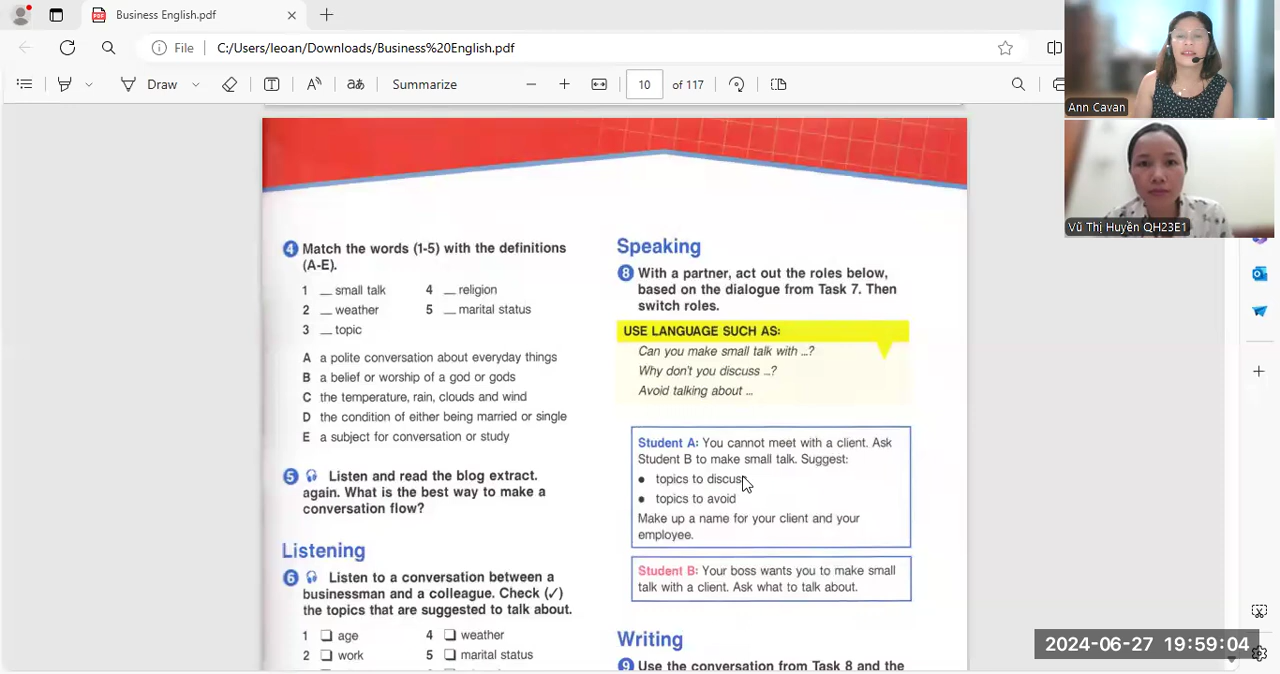 Business English.pdf
File
C:/Users/leoan/Downloads/Business%20English.pdf
Draw
Summarize
10 of 117
Ann Cavan
Vũ Thị Huyền QH23E1
4 Match the words (1-5) with the definitions
(A-E).
1 __ small talk 4 __ religion
2 __ weather 5 __ marital status
3 __ topic
A a polite conversation about everyday things
B a belief or worship of a god or gods
C the temperature, rain, clouds and wind
D the condition of either being married or single
E a subject for conversation or study
5 Listen and read the blog extract.
again. What is the best way to make a
conversation flow?
Listening
6 Listen to a conversation between a
businessman and a colleague. Check (✓)
the topics that are suggested to talk about.
1 ❑ age 4 ❑ weather
2 ❑ work 5 ❑ marital status
Speaking
8 With a partner, act out the roles below,
based on the dialogue from Task 7. Then
switch roles.
USE LANGUAGE SUCH AS:
Can you make small talk with ...?
Why don't you discuss ...?
Avoid talking about ...
Student A: You cannot meet with a client. Ask
Student B to make small talk. Suggest:
• topics to discuss
• topics to avoid
Make up a name for your client and your
employee.
Student B: Your boss wants you to make small
talk with a client. Ask what to talk about.
Writing
9 Use the conversation from Task 8 and the
2024-06-27 19:59:04